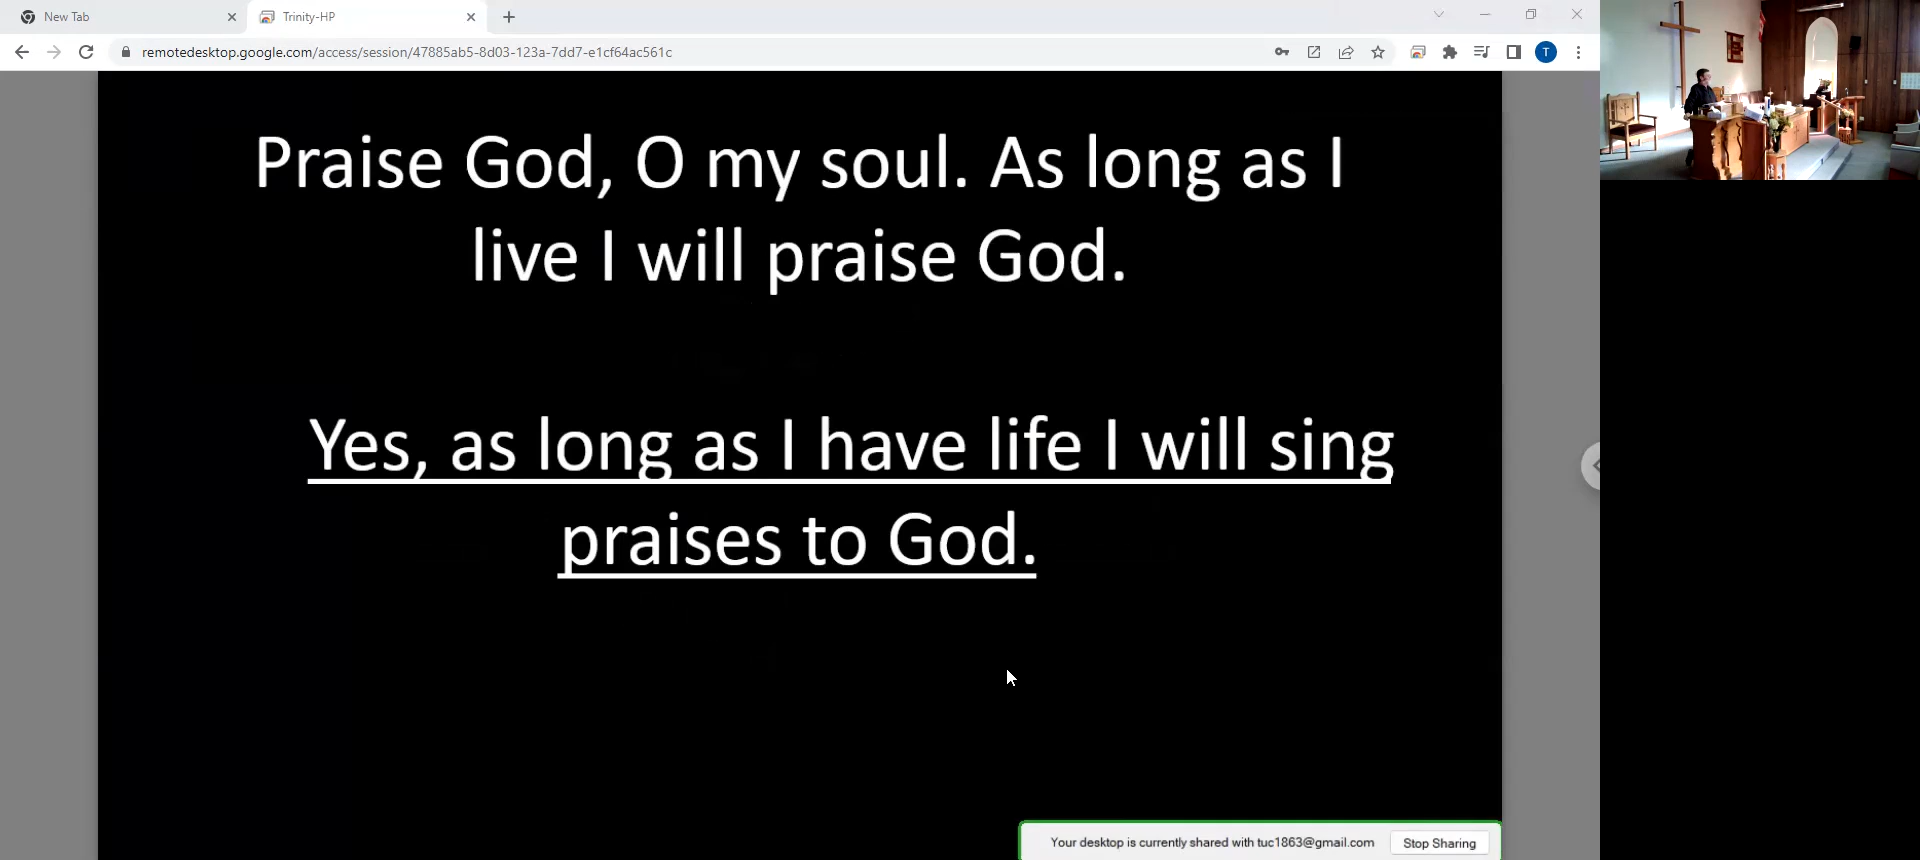 New Tab
Trinity-HP
remotedesktop.google.com/access/session/47885ab5-8d03-123a-7dd7-e1cf64ac561c
T
Praise God, O my soul. As long as I
live I will praise God.
Yes, as long as I have life I will sing
praises to God.
Your desktop is currently shared with tuc1863@gmail.com
Stop Sharing